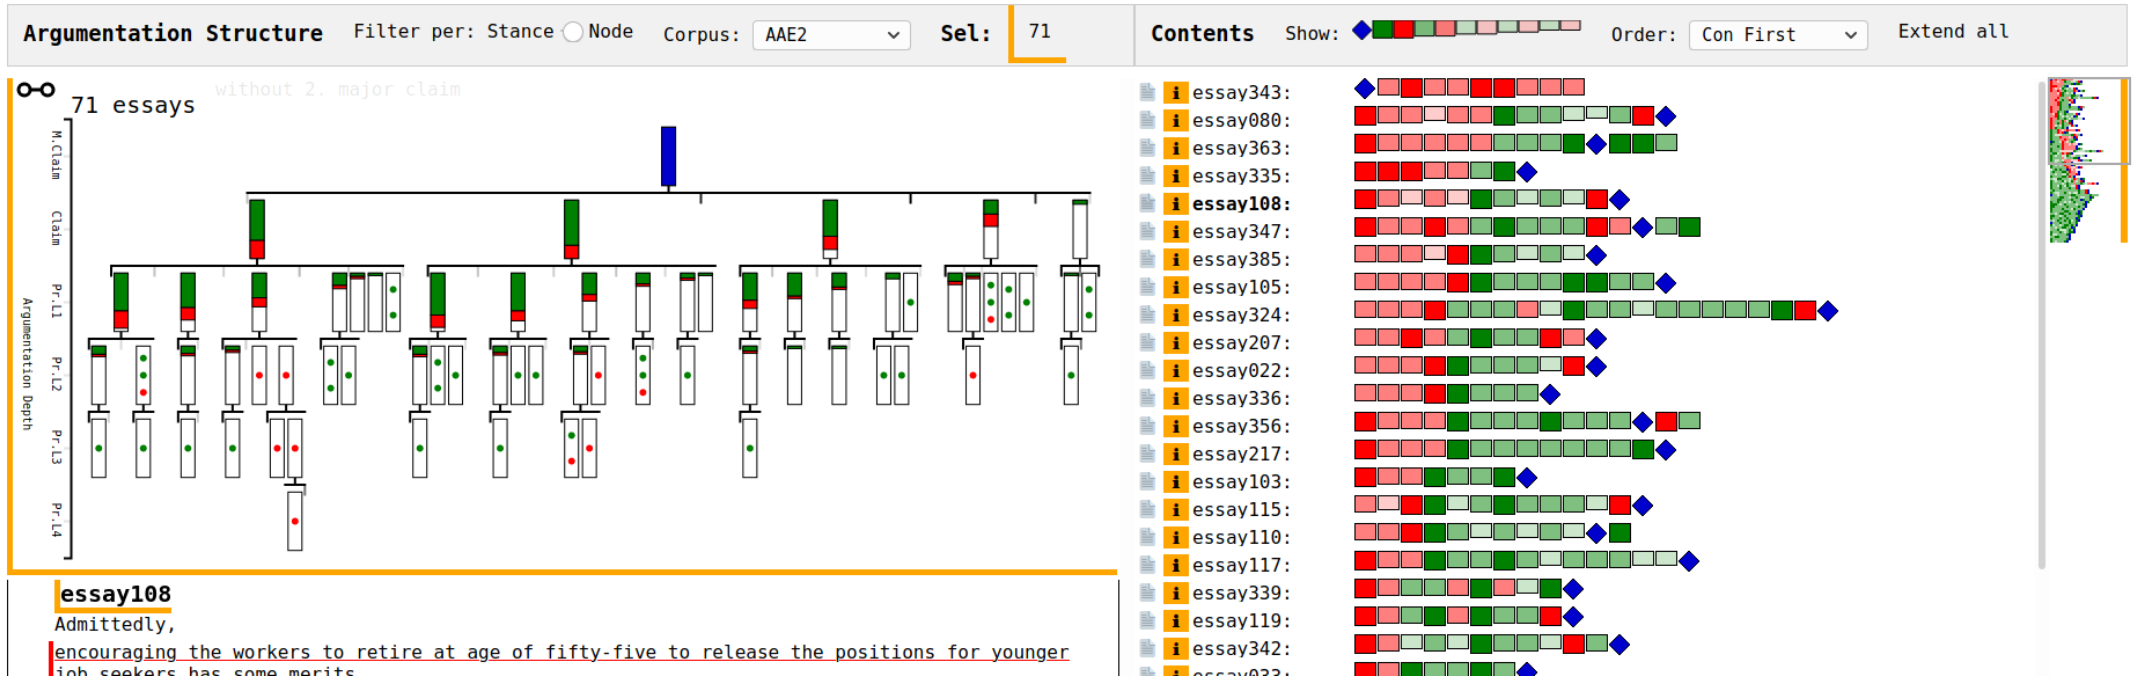 Argumentation Structure Filter per: Stance Node Corpus: AAE2 Sel: 71 Contents Show: Order: Con First Extend all
without 2. major claim
71 essays
M.Claim
Claim
Pr.L1
Pr.L2
Pr.L3
Pr.L4
Argumentation Depth
essay108
Admittedly,
encouraging the workers to retire at age of fifty-five to release the positions for younger
job seekers has some merits
essay343:
essay080:
essay363:
essay335:
essay108:
essay347:
essay385:
essay105:
essay324:
essay207:
essay022:
essay336:
essay356:
essay217:
essay103:
essay115:
essay110:
essay117:
essay339:
essay119:
essay342:
essay033: